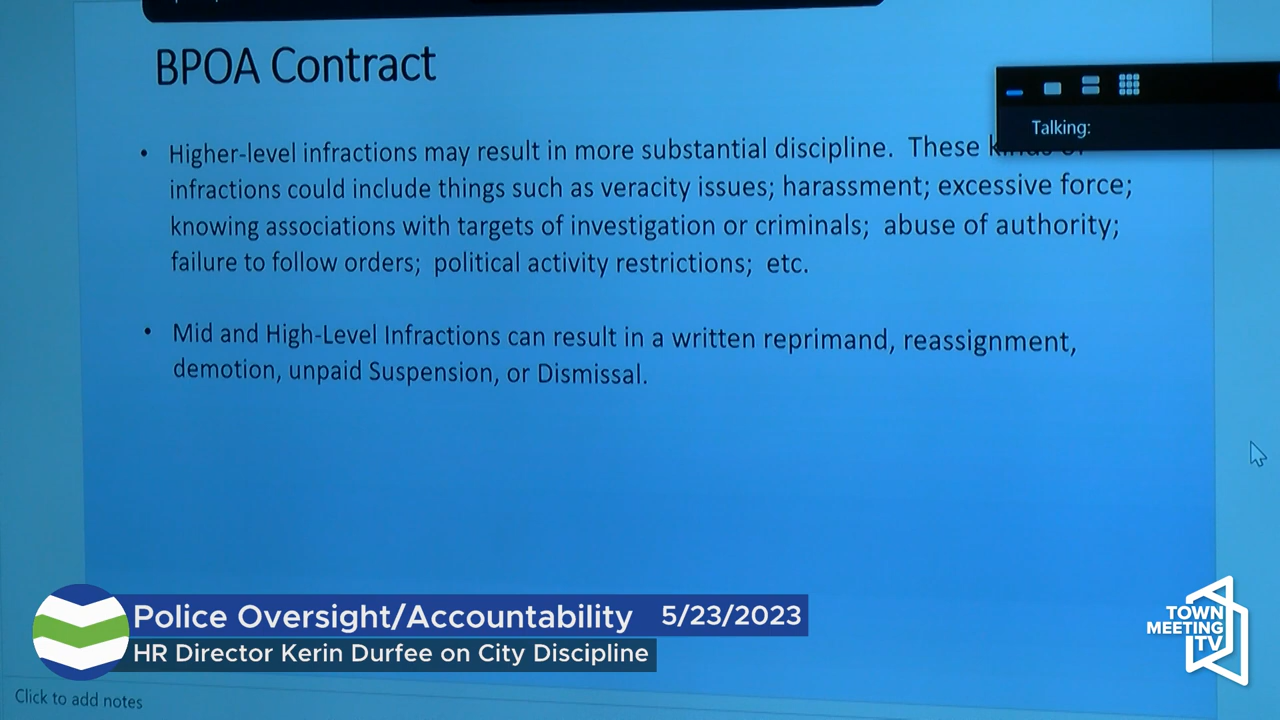 BPOA Contract
Talking:
• Higher-level infractions may result in more substantial discipline. These
infractions could include things such as veracity issues; harassment; excessive force;
knowing associations with targets of investigation or criminals; abuse of authority;
failure to follow orders; political activity restrictions; etc.
• Mid and High-Level Infractions can result in a written reprimand, reassignment,
demotion, unpaid Suspension, or Dismissal.
Police Oversight/Accountability 5/23/2023
HR Director Kerin Durfee on City Discipline
TOWN
MEETING
TV
Click to add notes